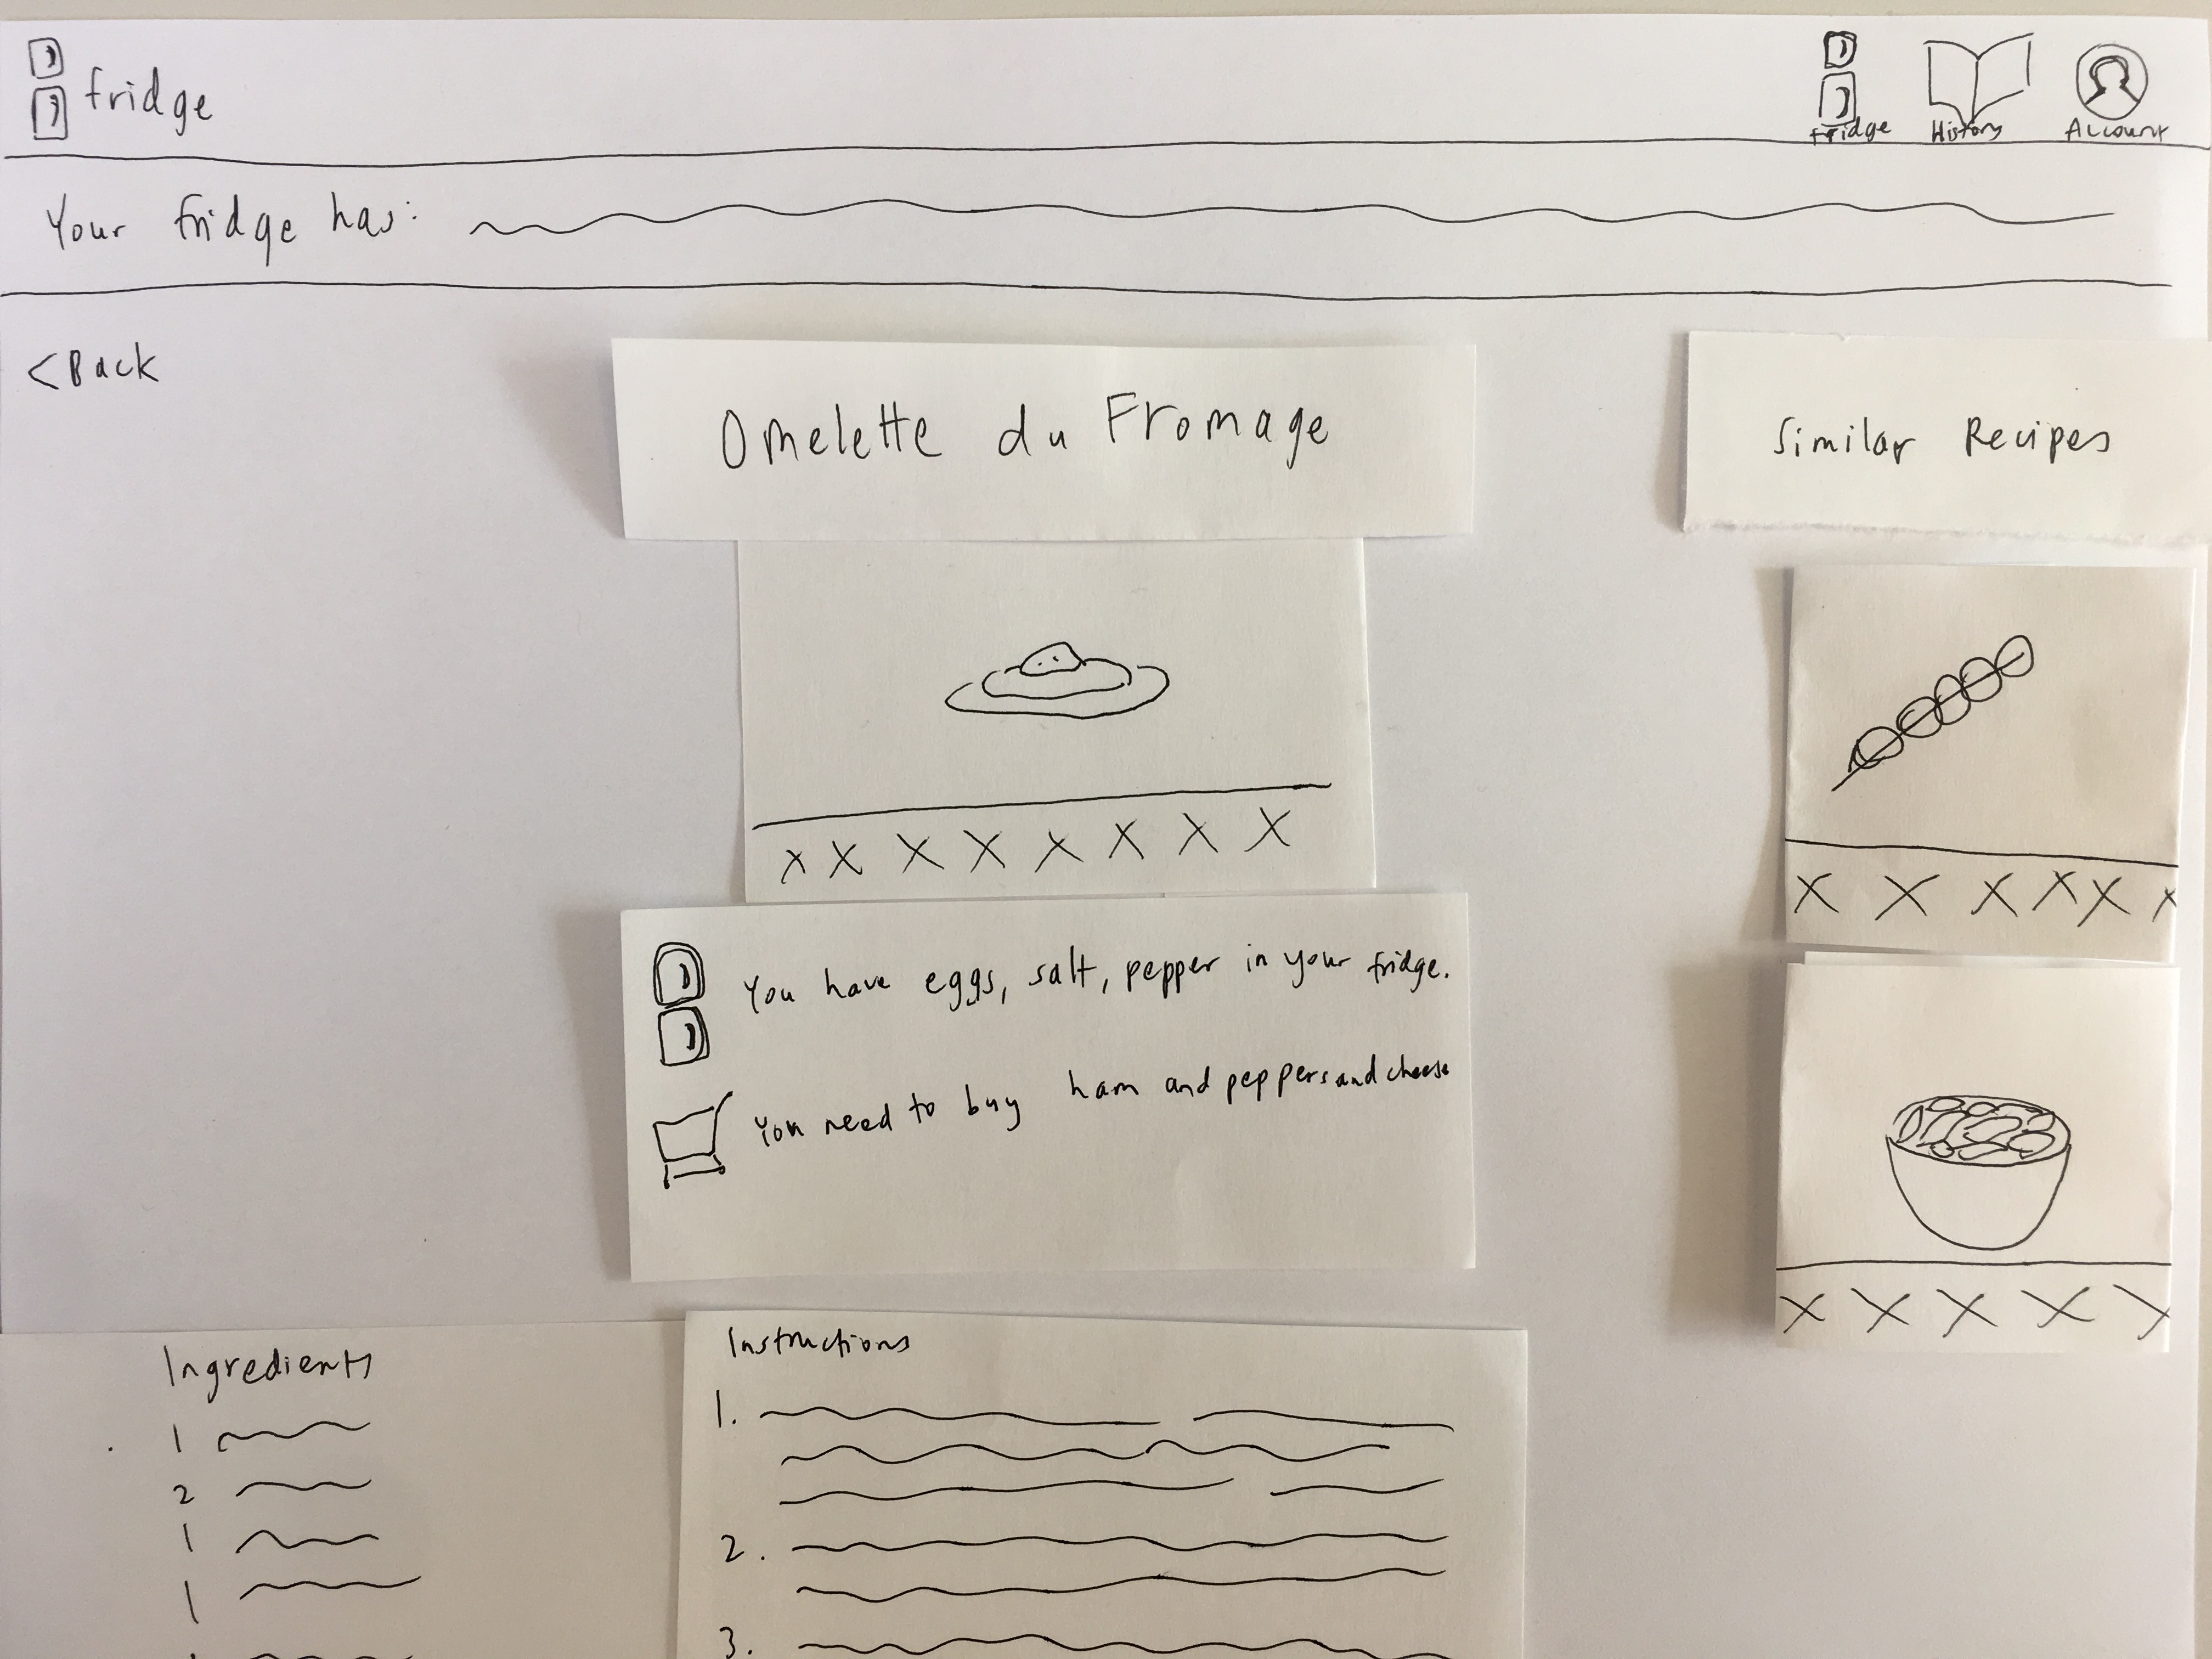 fridge
fridge
History
Account
Your fridge has:
<Back
Omelette du Fromage
Similar Recipes
X X X X X X X X
X X X X X X
You have eggs, salt, pepper in your fridge.
You need to buy ham and peppers and cheese
X X X X X
Ingredients
1
2
1
1
Instructions
1.
2.
3.